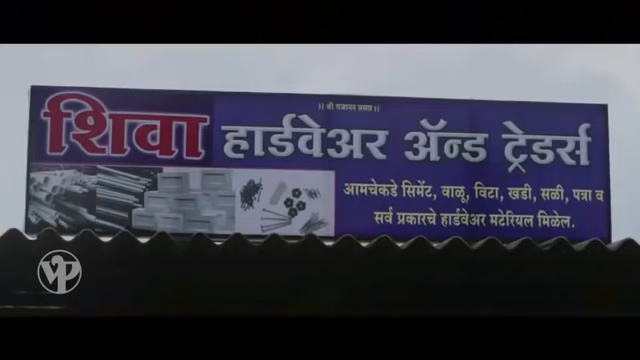 ।। श्री गजानन प्रसन्न ।।
शिवा हार्डवेअर ॲन्ड ट्रेडर्स
आमचेकडे सिमेंट, वाळू, विटा, खडी, सळी, पत्रा व
सर्व प्रकारचे हार्डवेअर मटेरियल मिळेल.
VP